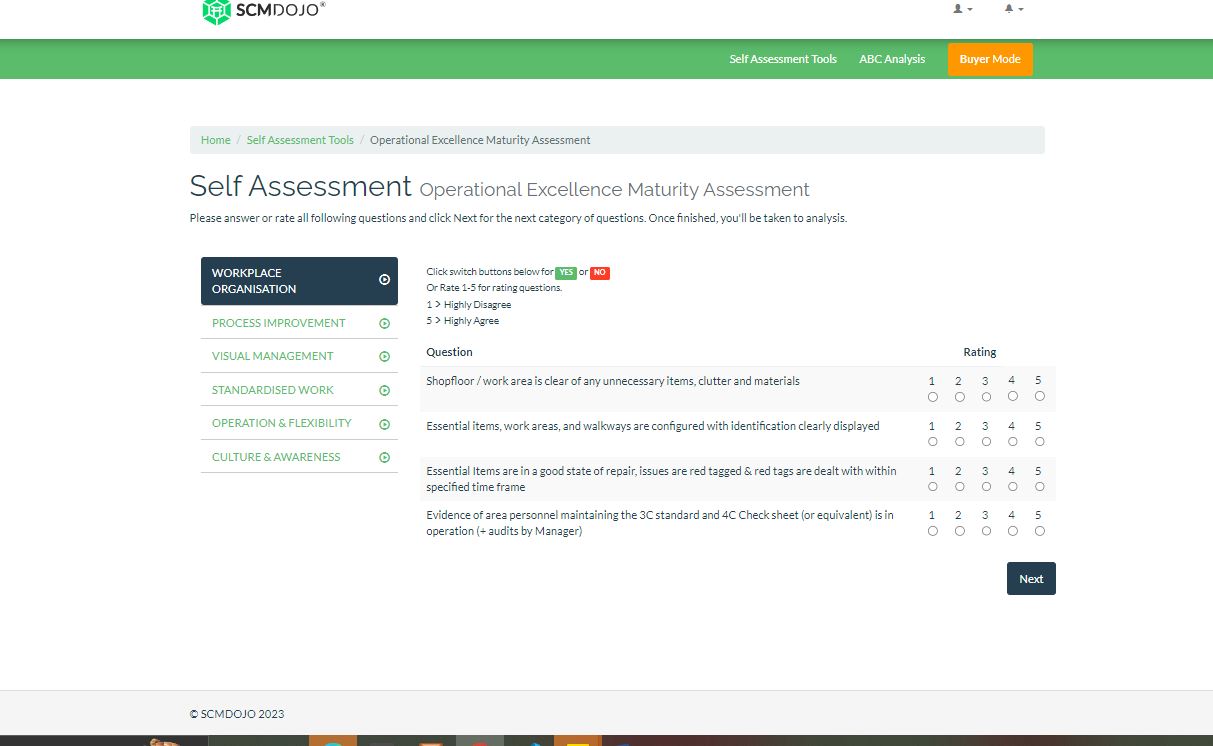 SCMDOJO®
Self Assessment Tools ABC Analysis Buyer Mode
Home / Self Assessment Tools / Operational Excellence Maturity Assessment
Self Assessment Operational Excellence Maturity Assessment
Please answer or rate all following questions and click Next for the next category of questions. Once finished, you'll be taken to analysis.
WORKPLACE
ORGANISATION
PROCESS IMPROVEMENT
VISUAL MANAGEMENT
STANDARDISED WORK
OPERATION & FLEXIBILITY
CULTURE & AWARENESS
Click switch buttons below for YES or NO
Or Rate 1-5 for rating questions.
1 > Highly Disagree
5 > Highly Agree
Question Rating
Shopfloor / work area is clear of any unnecessary items, clutter and materials 1 2 3 4 5
Essential items, work areas, and walkways are configured with identification clearly displayed 1 2 3 4 5
Essential Items are in a good state of repair, issues are red tagged & red tags are dealt with within 1 2 3 4 5
specified time frame
Evidence of area personnel maintaining the 3C standard and 4C Check sheet (or equivalent) is in 1 2 3 4 5
operation (+ audits by Manager)
Next
© SCMDOJO 2023